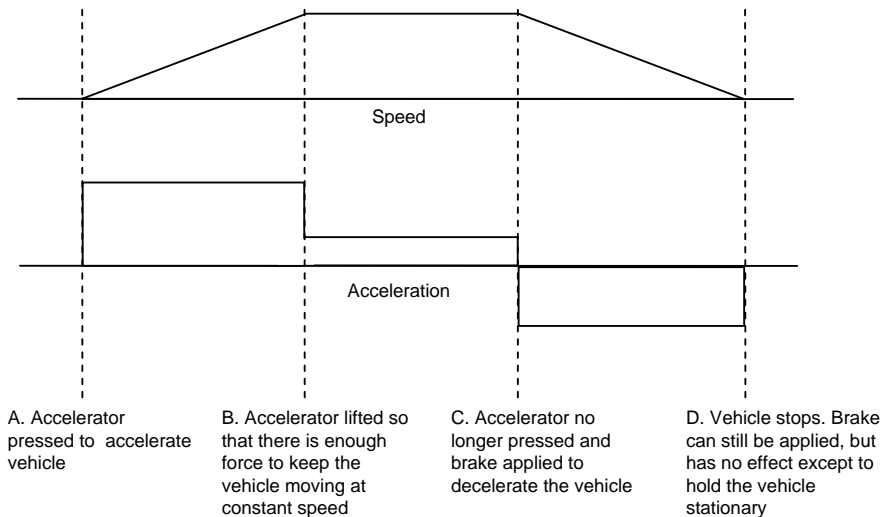 Speed
Acceleration
A. Accelerator
pressed to accelerate
vehicle
B. Accelerator lifted so
that there is enough
force to keep the
vehicle moving at
constant speed
C. Accelerator no
longer pressed and
brake applied to
decelerate the vehicle
D. Vehicle stops. Brake
can still be applied, but
has no effect except to
hold the vehicle
stationary